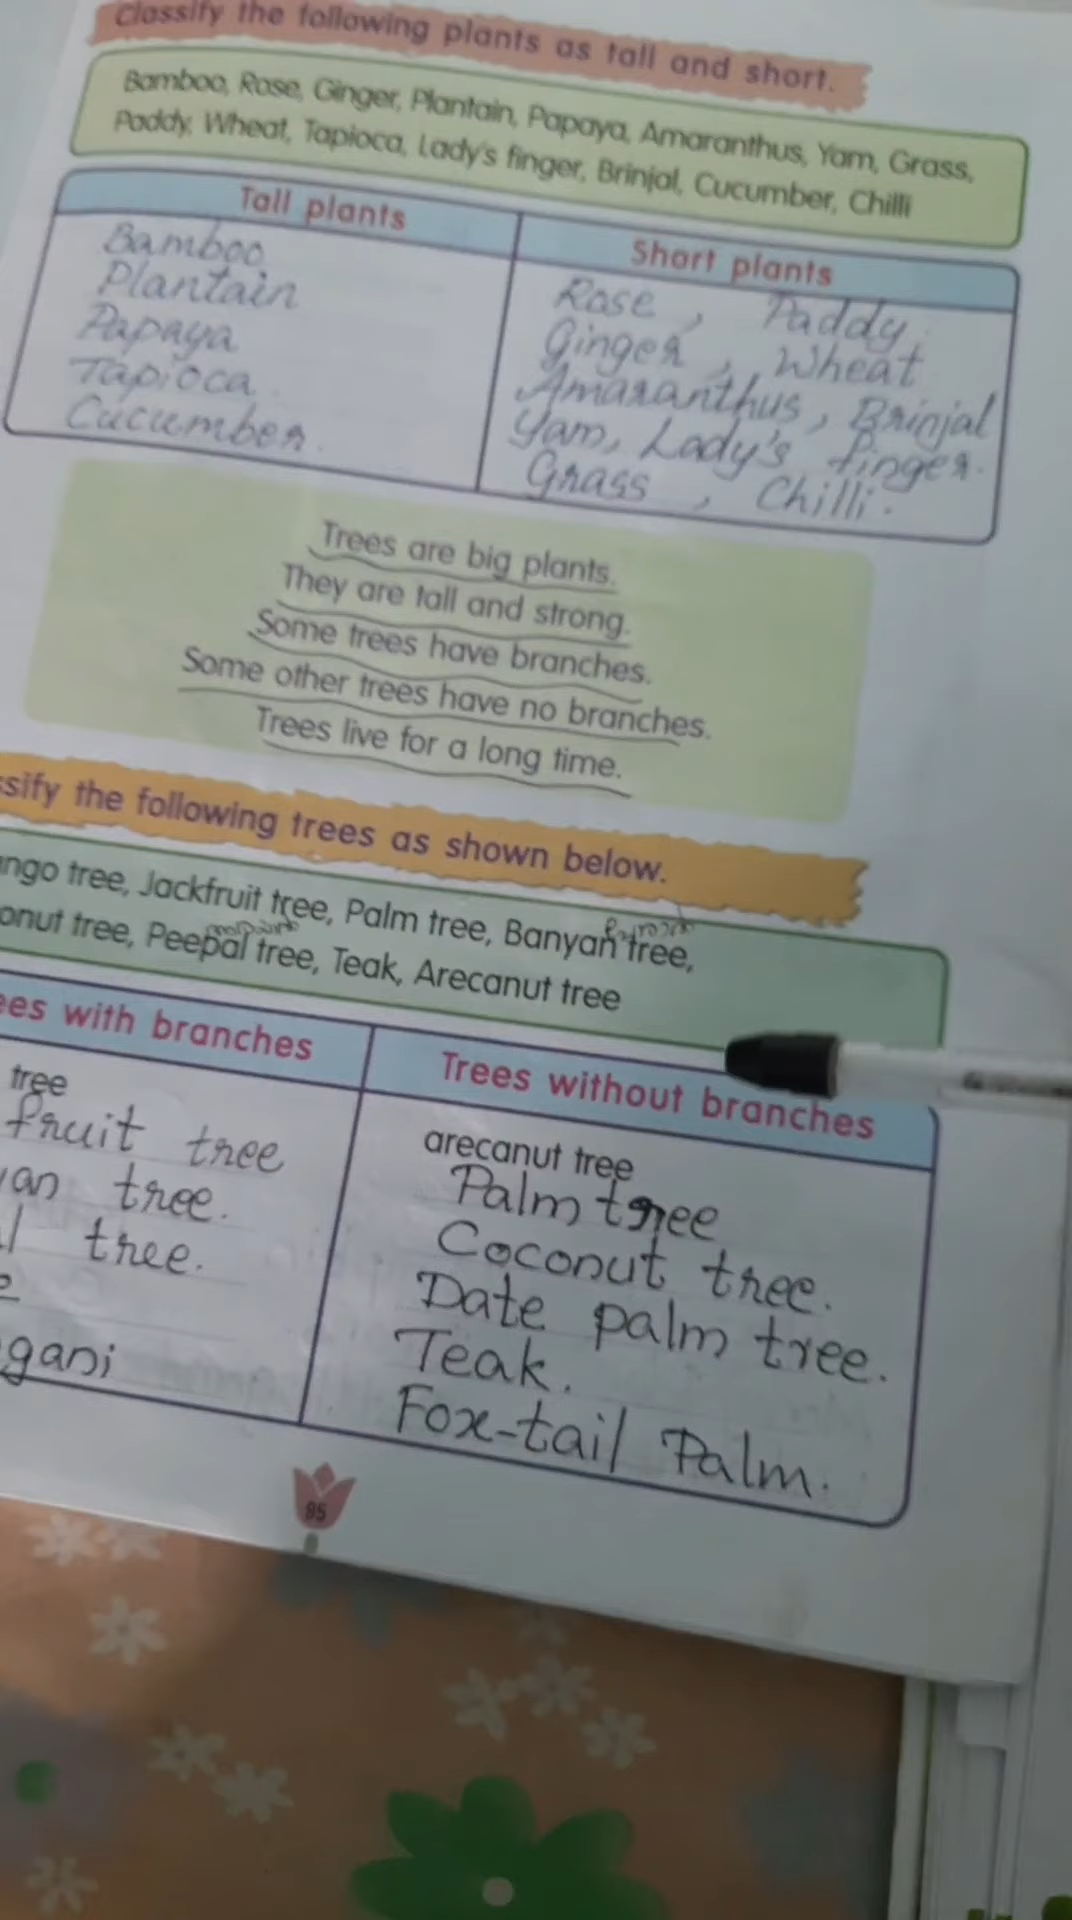 Classify the following plants as tall and short.
Bamboo, Rose, Ginger, Plantain, Papaya, Amaranthus, Yam, Grass,
Paddy, Wheat, Tapioca, Lady's finger, Brinjal, Cucumber, Chilli
Tall plants
Bamboo
Plantain
Papaya
Tapioca
Cucumber.
Short plants
Rose, Paddy.
Ginger, Wheat
Amaranthus, Brinjal
Yam, Lady's finger.
Grass, Chilli.
Trees are big plants.
They are tall and strong.
Some trees have branches.
Some other trees have no branches.
Trees live for a long time.
ssify the following trees as shown below.
ngo tree, Jackfruit tree, Palm tree, Banyan tree,
onut tree, Peepal tree, Teak, Arecanut tree
ees with branches
tree
fruit tree
yan tree.
l tree.
e
gani
Trees without branches
arecanut tree
Palm tree
Coconut tree.
Date palm tree.
Teak.
Fox-tail Palm.
95